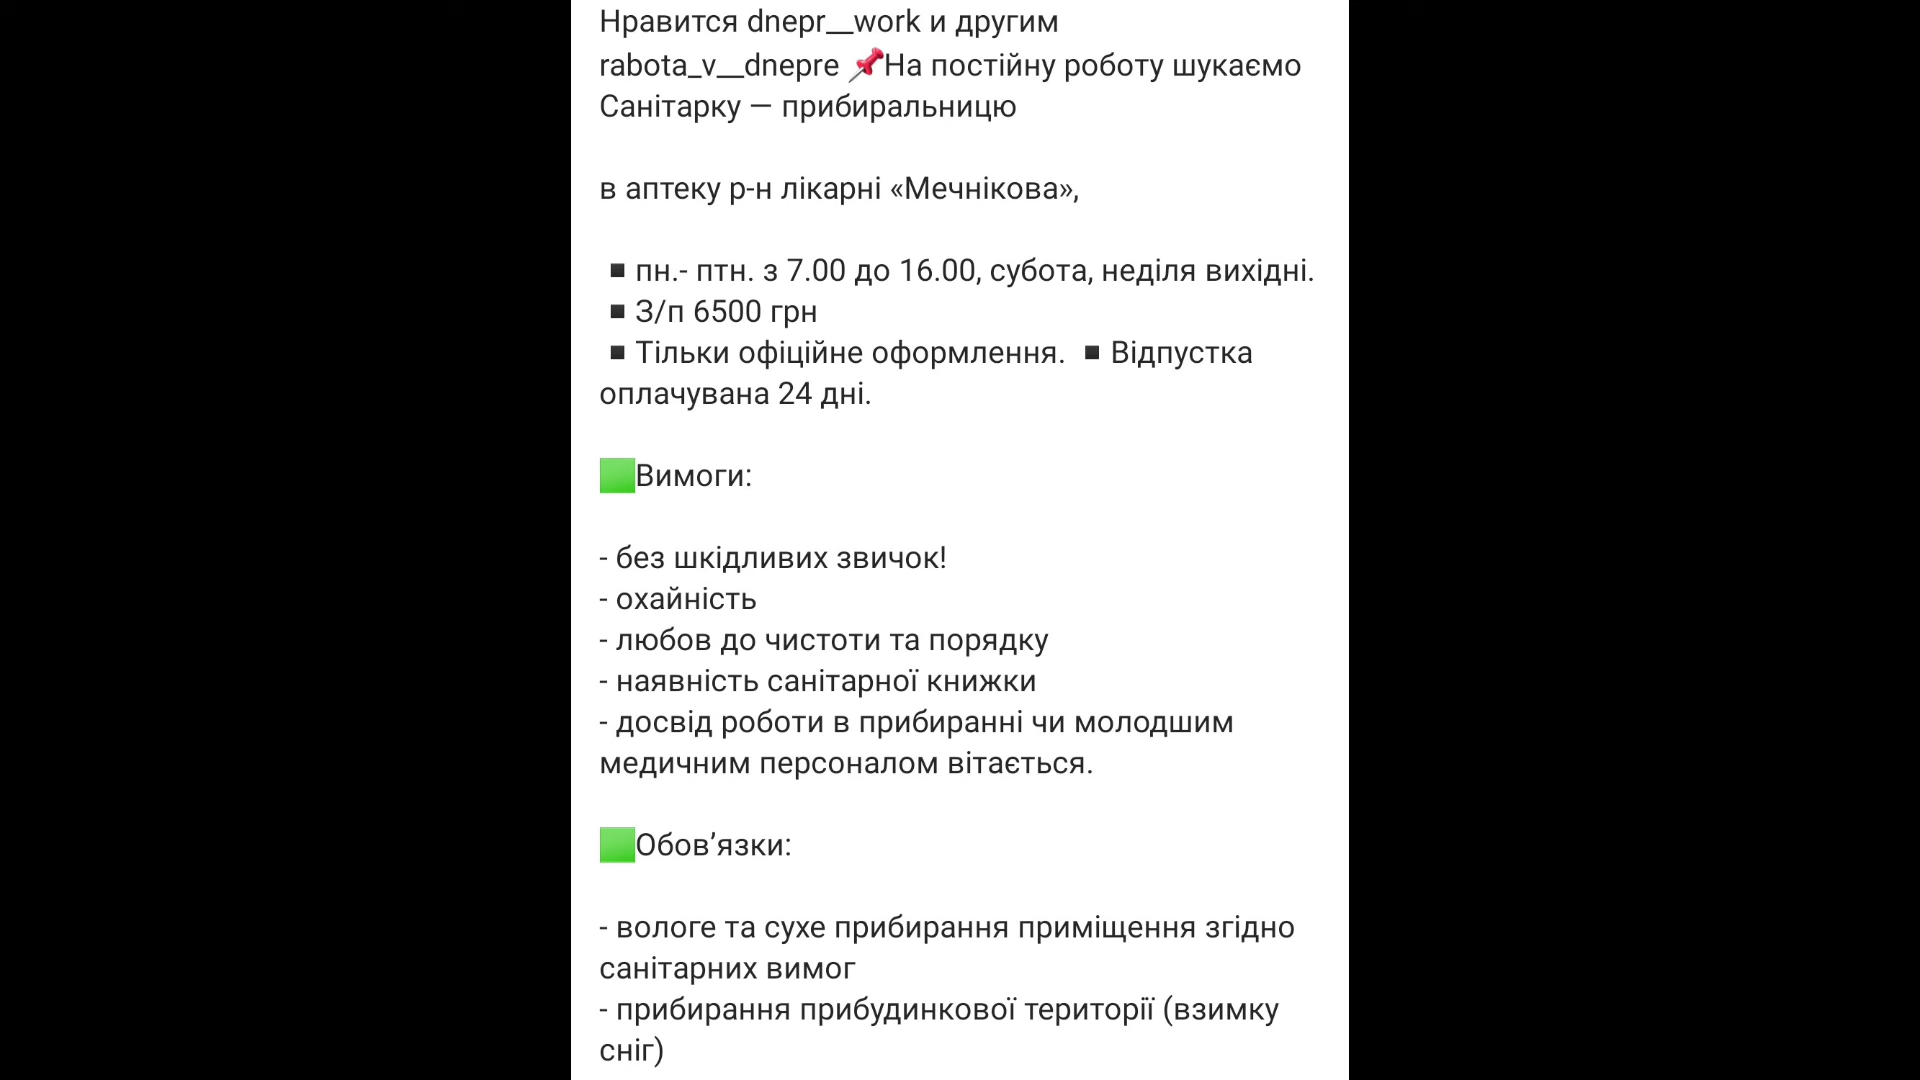 Нравится dnepr__work и другим
rabota_v__dnepre 📌На постійну роботу шукаємо
Санітарку — прибиральницю
в аптеку р-н лікарні «Мечнікова»,
▪️пн.- птн. з 7.00 до 16.00, субота, неділя вихідні.
▪️З/п 6500 грн
▪️Тільки офіційне оформлення. ▪️Відпустка
оплачувана 24 дні.
🟩Вимоги:
- без шкідливих звичок!
- охайність
- любов до чистоти та порядку
- наявність санітарної книжки
- досвід роботи в прибиранні чи молодшим
медичним персоналом вітається.
🟩Обов’язки:
- вологе та сухе прибирання приміщення згідно
санітарних вимог
- прибирання прибудинкової території (взимку
сніг)